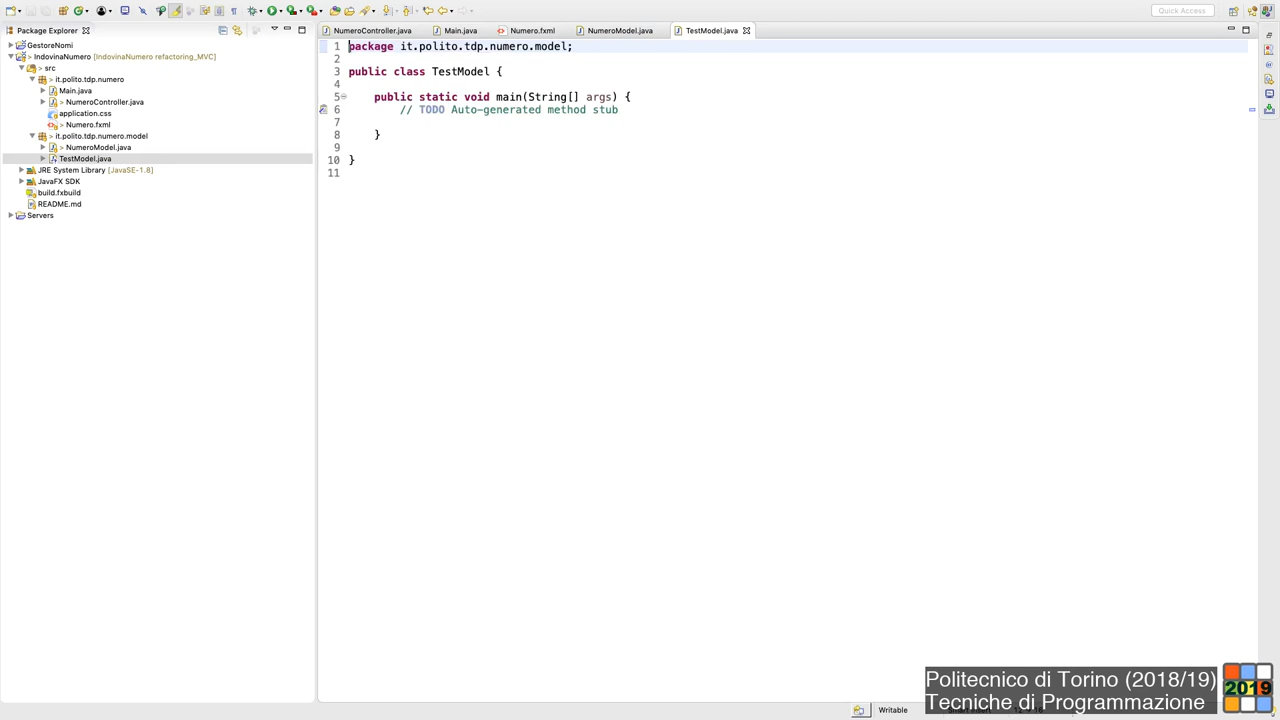 Quick Access
Package Explorer
GestoreNomi
> IndovinaNumero [IndovinaNumero refactoring_MVC]
> src
> it.polito.tdp.numero
Main.java
> NumeroController.java
application.css
> Numero.fxml
> it.polito.tdp.numero.model
> NumeroModel.java
TestModel.java
JRE System Library [JavaSE-1.8]
JavaFX SDK
build.fxbuild
README.md
Servers
NumeroController.java Main.java Numero.fxml NumeroModel.java TestModel.java
1 package it.polito.tdp.numero.model;
2
3 public class TestModel {
4
5 public static void main(String[] args) {
6 // TODO Auto-generated method stub
7
8 }
9
10 }
11
Writable
Politecnico di Torino (2018/19)
Tecniche di Programmazione
2019